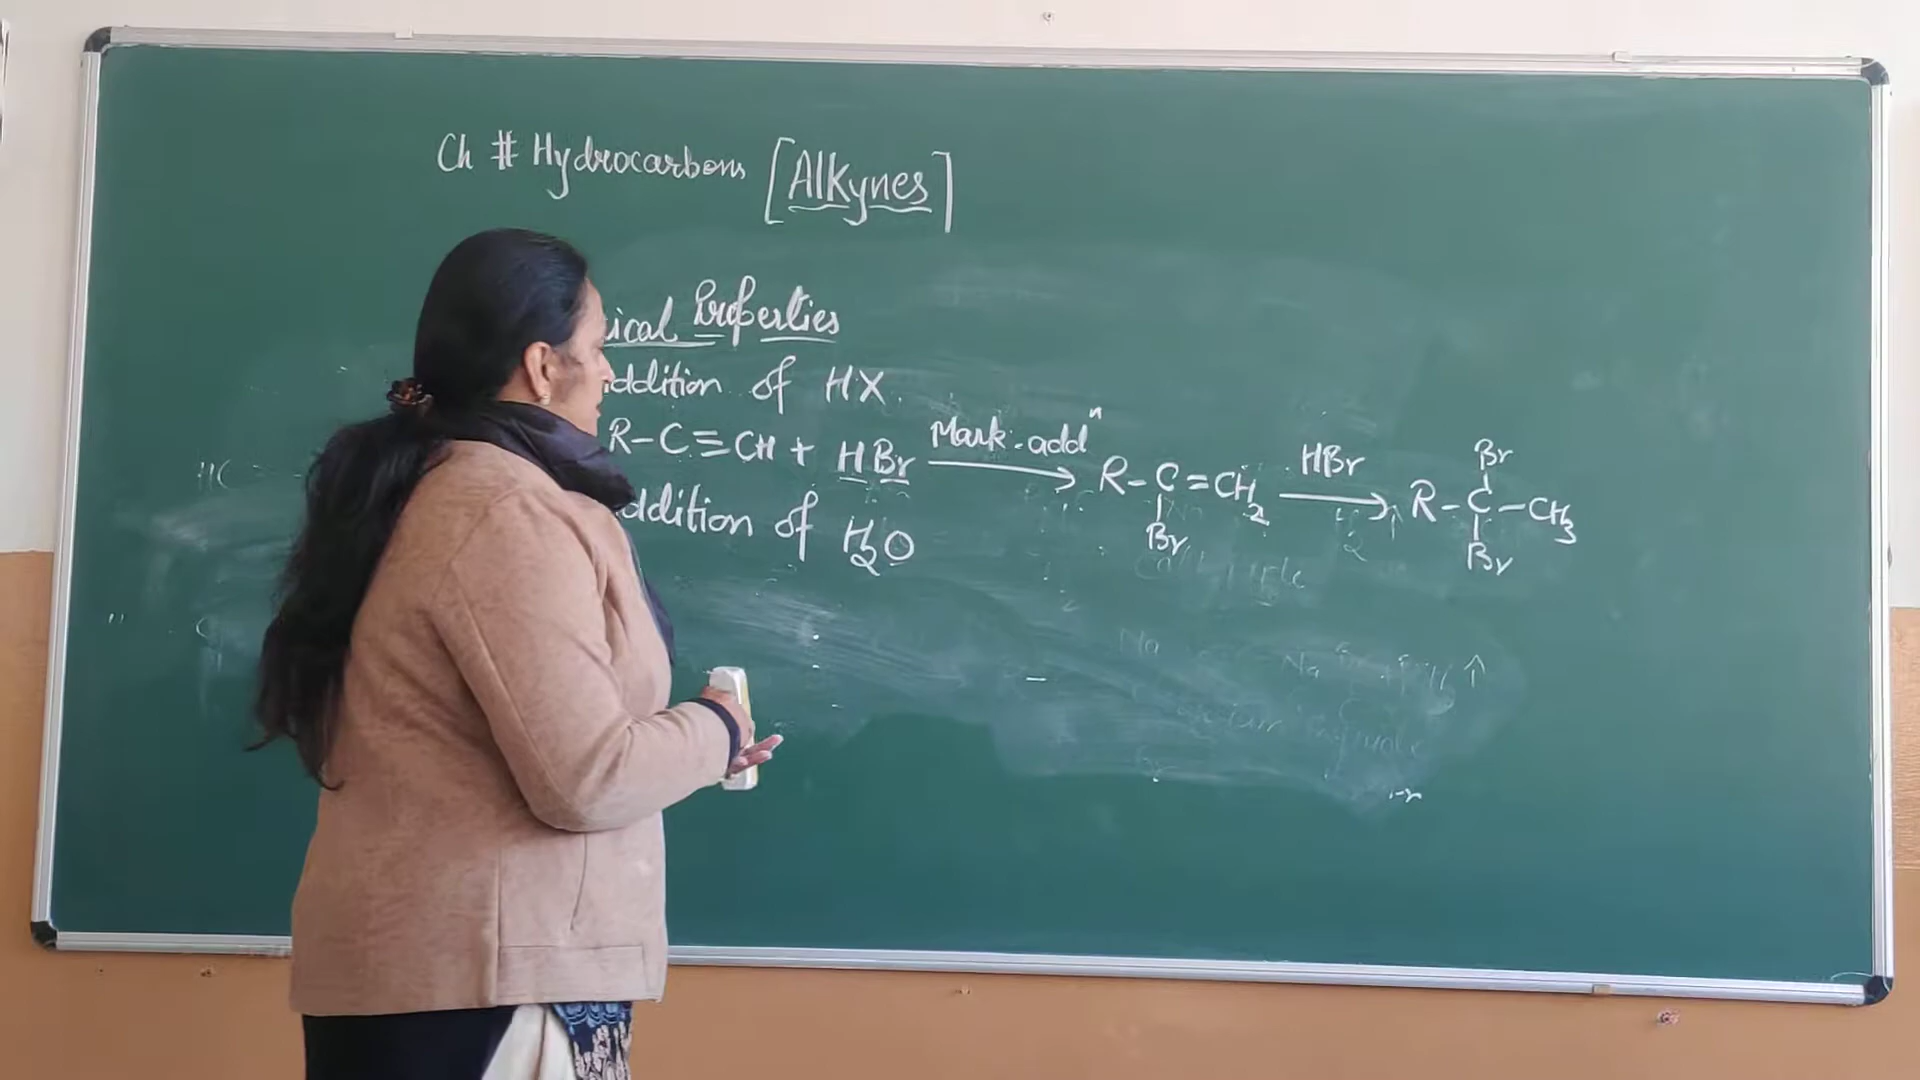 Ch # Hydrocarbons [Alkynes]
ical Properties
ddition of HX
R-C≡CH + HBr Mark. addⁿ → R-C=CH₂ HBr → R-C-CH₃
Br
Br
Br
ddition of H₂O